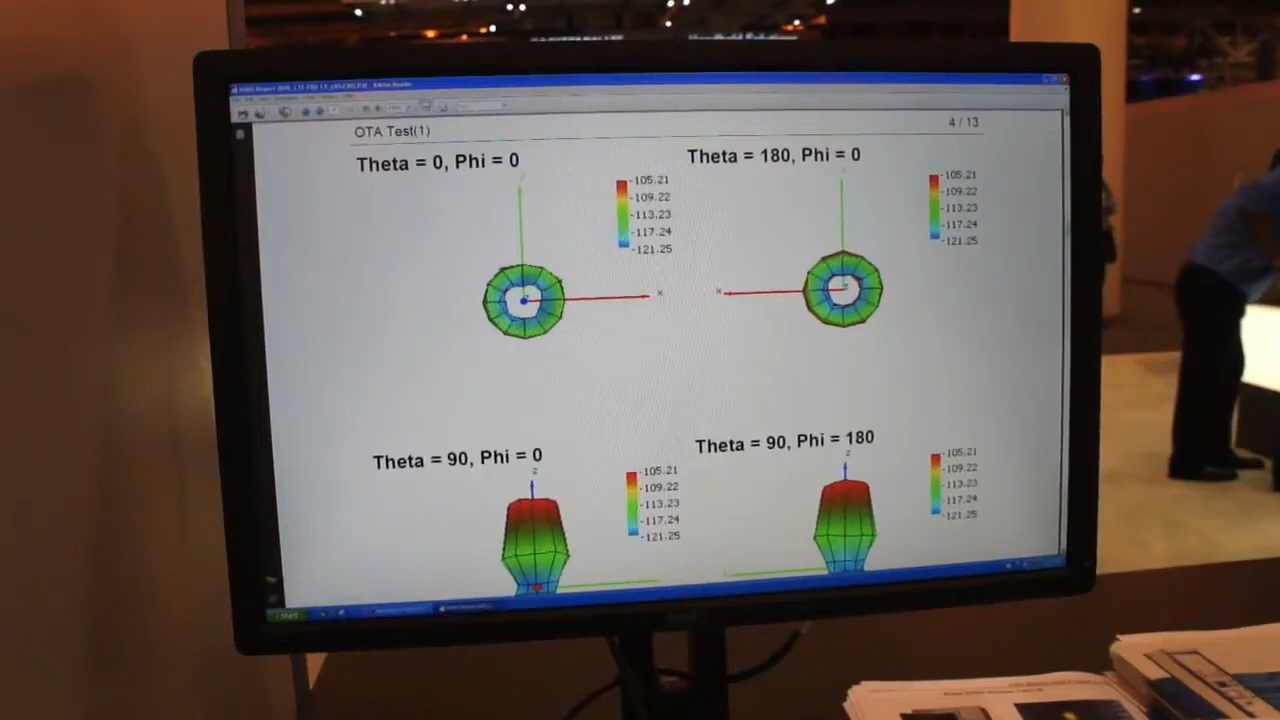 OTA Test(1)
4 / 13
Theta = 0, Phi = 0
-105.21
-109.22
-113.23
-117.24
-121.25
X
Theta = 180, Phi = 0
-105.21
-109.22
-113.23
-117.24
-121.25
X
Theta = 90, Phi = 0
Z
-105.21
-109.22
-113.23
-117.24
-121.25
Theta = 90, Phi = 180
Z
-105.21
-109.22
-113.23
-117.24
-121.25
start